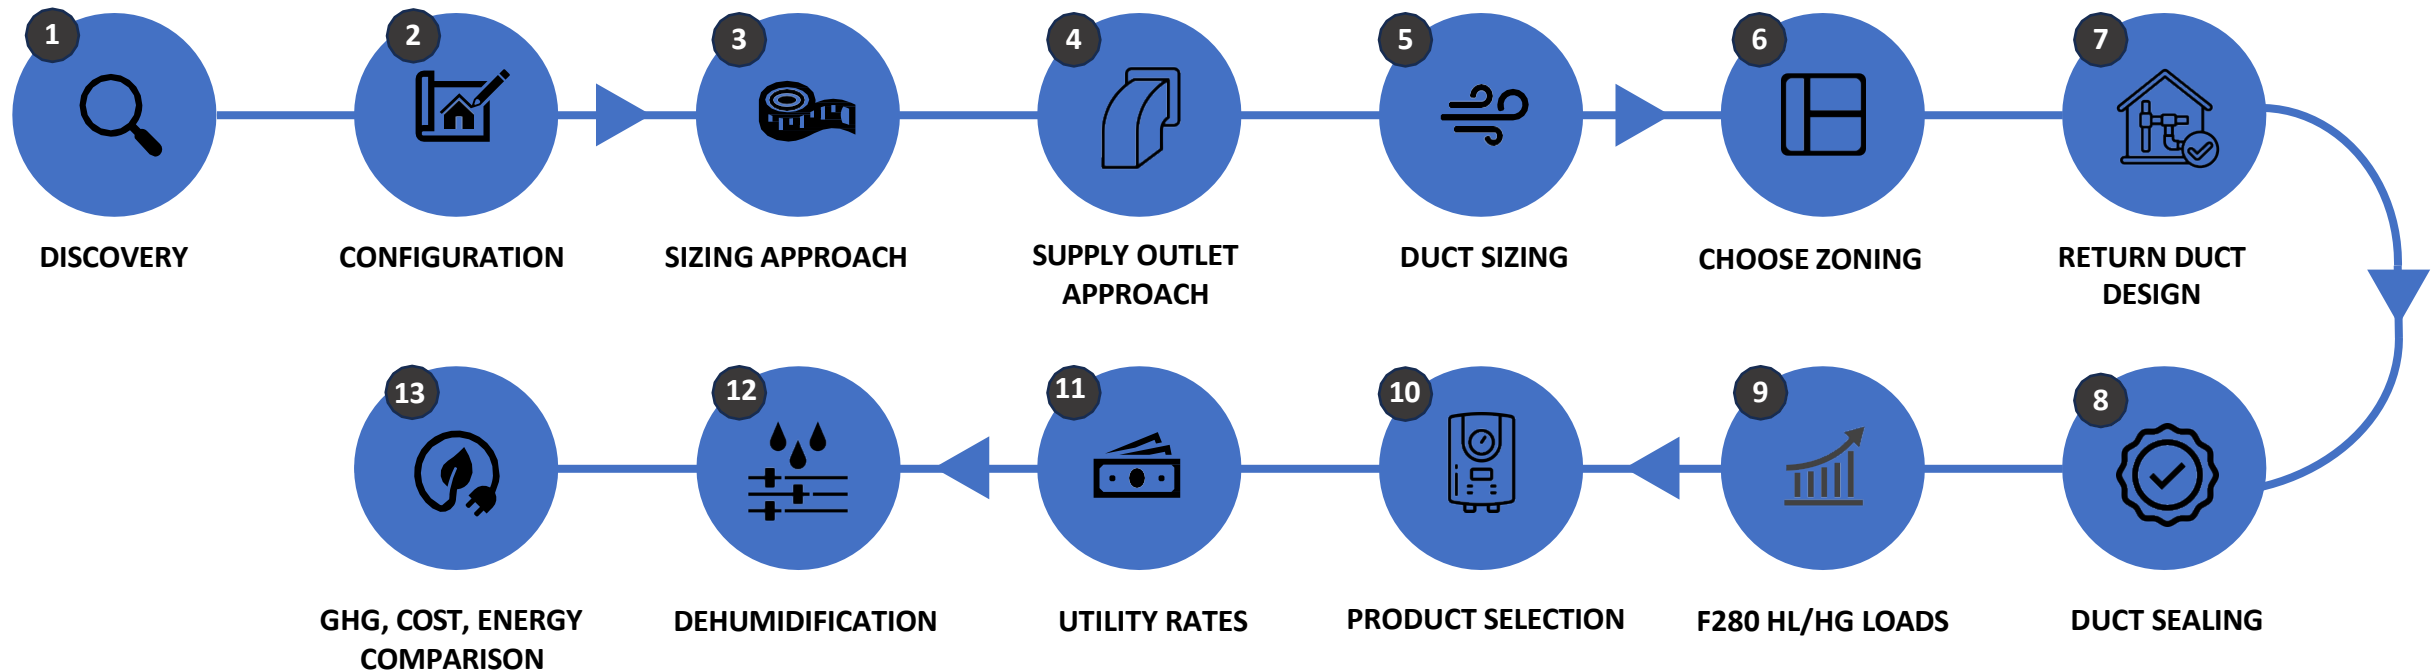 1
DISCOVERY
2
CONFIGURATION
3
SIZING APPROACH
4
SUPPLY OUTLET
APPROACH
5
DUCT SIZING
6
CHOOSE ZONING
7
RETURN DUCT
DESIGN
8
DUCT SEALING
9
F280 HL/HG LOADS
10
PRODUCT SELECTION
11
UTILITY RATES
12
DEHUMIDIFICATION
13
GHG, COST, ENERGY
COMPARISON